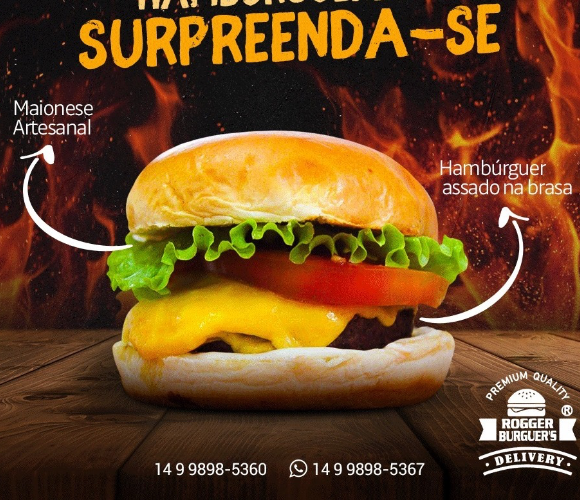 SURPREENDA-SE
Maionese
Artesanal
Hambúrguer
assado na brasa
PREMIUM QUALITY
®
ROGGER
BURGUER'S
• DELIVERY •
14 9 9898-5360 14 9 9898-5367